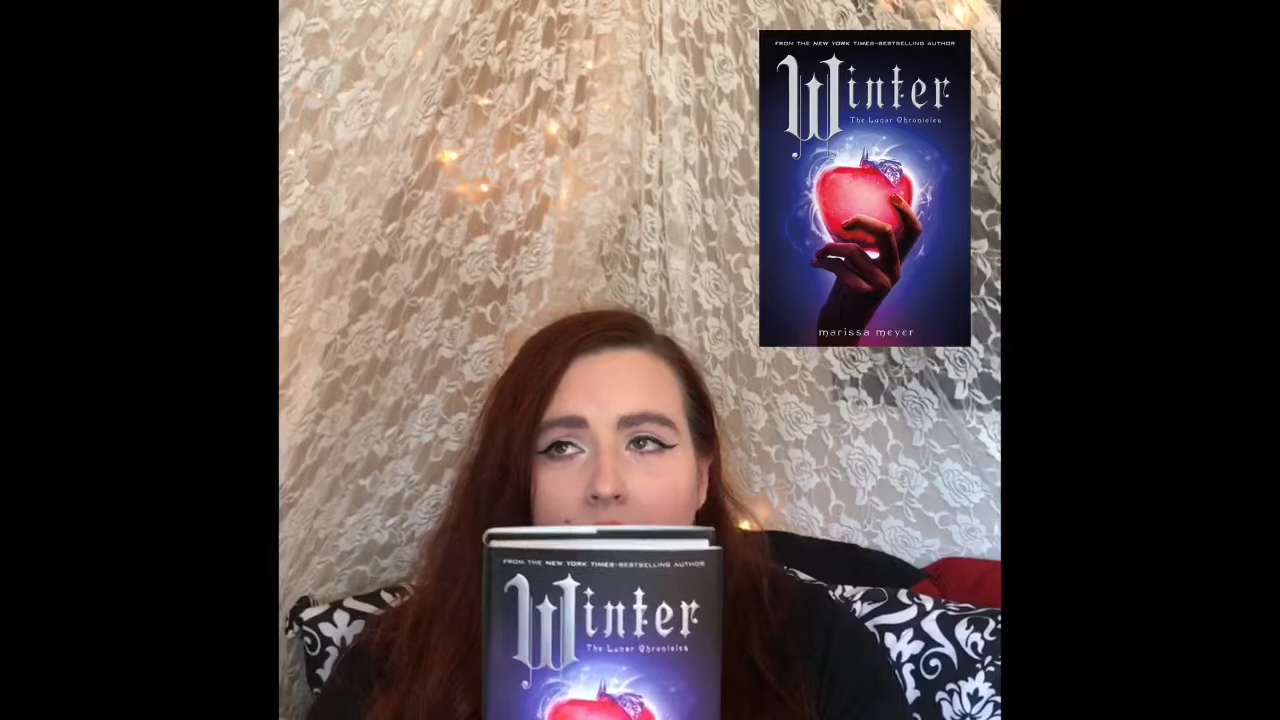 FROM THE NEW YORK TIMES-BESTSELLING AUTHOR
Winter
The Lunar Chronicles
marissa meyer
FROM THE NEW YORK TIMES-BESTSELLING AUTHOR
Winter
The Lunar Chronicles